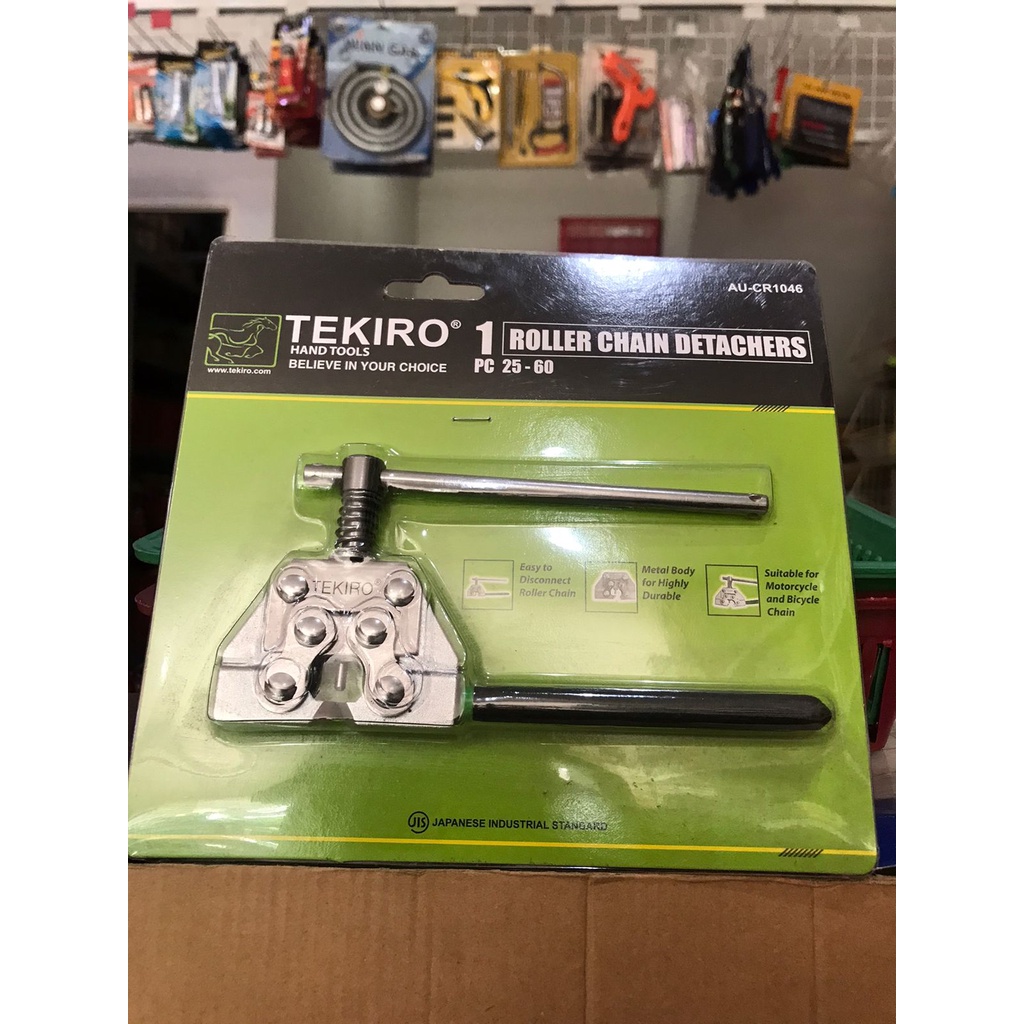 AU-CR1046
TEKIRO®
HAND TOOLS
BELIEVE IN YOUR CHOICE
www.tekiro.com
1
PC
ROLLER CHAIN DETACHERS
25 - 60
TEKIRO
Easy to
Disconnect
Roller Chain
Metal Body
for Highly
Durable
Suitable for
Motorcycle
and Bicycle
Chain
JIS JAPANESE INDUSTRIAL STANDARD